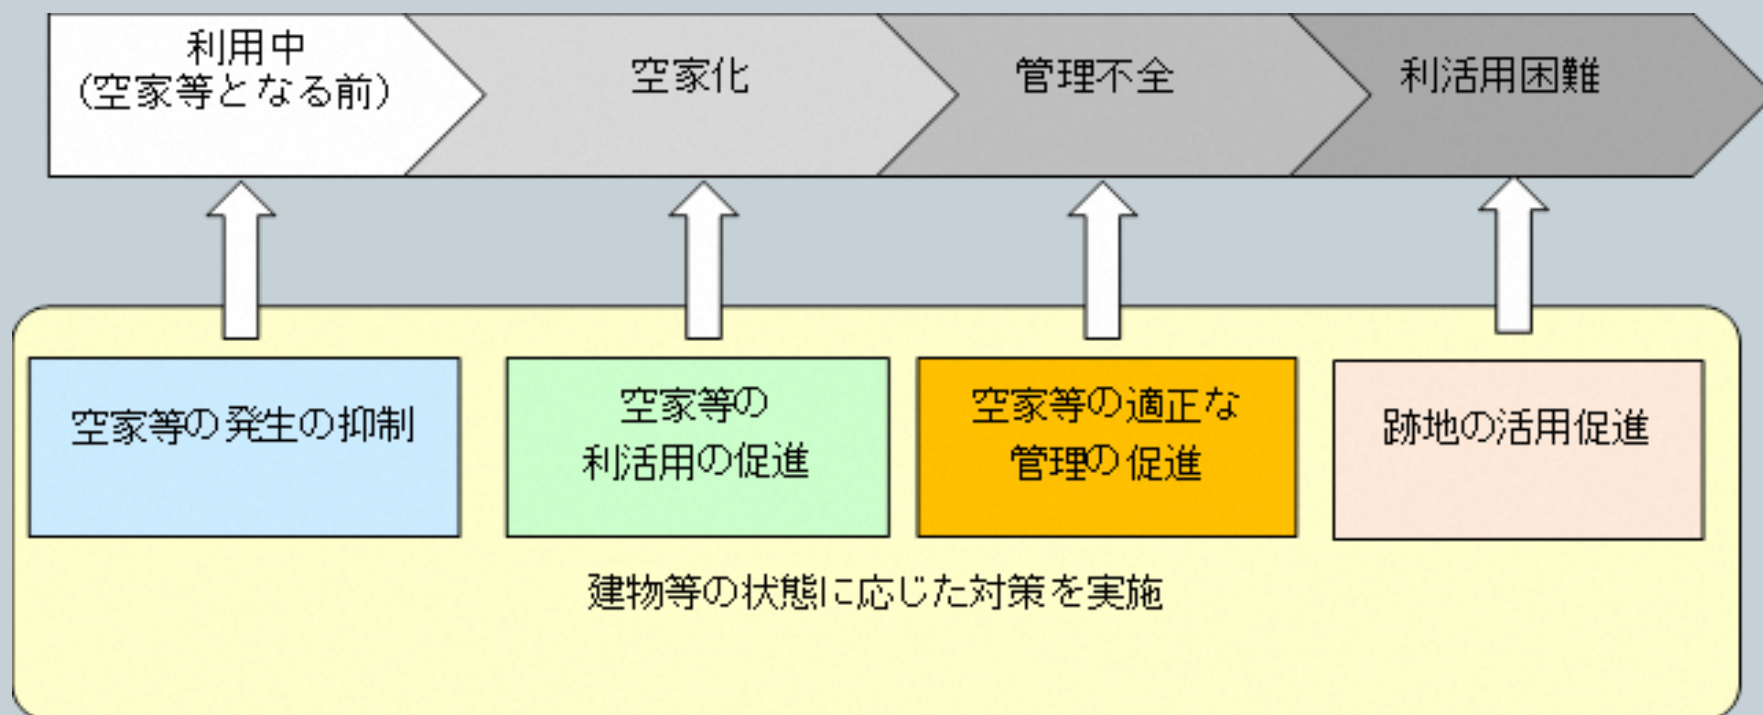 利用中
（空家等となる前）
空家化
管理不全
利活用困難
空家等の発生の抑制
空家等の
利活用の促進
空家等の適正な
管理の促進
跡地の活用促進
建物等の状態に応じた対策を実施